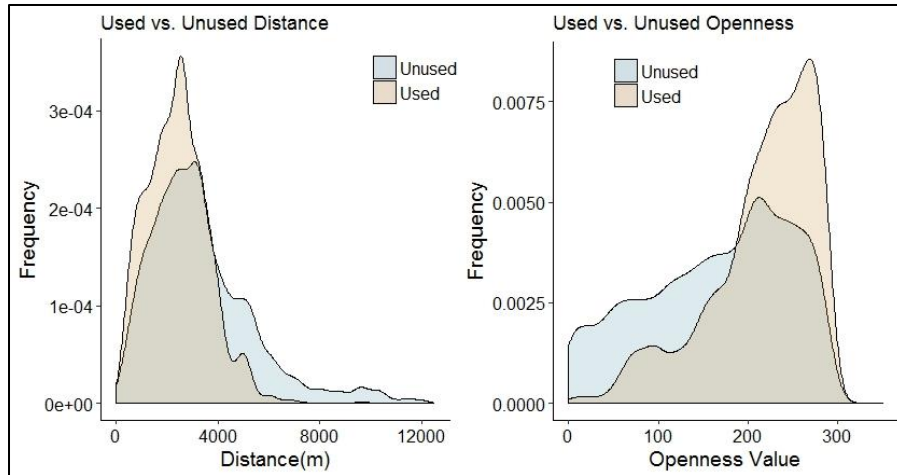 Used vs. Unused Distance
Unused
Used
3e-04
2e-04
1e-04
0e+00
Frequency
0
4000
8000
12000
Distance(m)
Used vs. Unused Openness
Unused
Used
0.0075
0.0050
0.0025
0.0000
Frequency
0
100
200
300
Openness Value